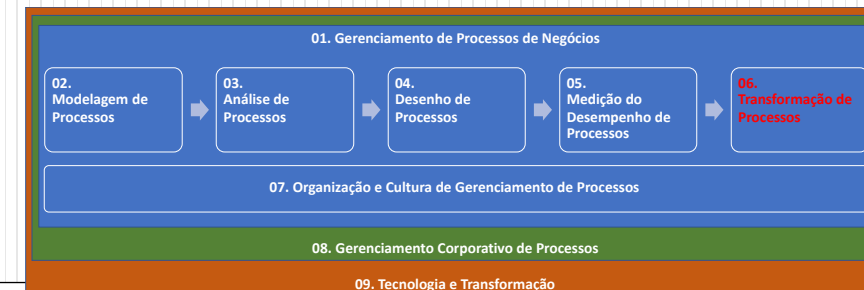 01. Gerenciamento de Processos de Negócios
02.
Modelagem de
Processos
03.
Análise de
Processos
04.
Desenho de
Processos
05.
Medição do
Desempenho de
Processos
06.
Transformação de
Processos
07. Organização e Cultura de Gerenciamento de Processos
08. Gerenciamento Corporativo de Processos
09. Tecnologia e Transformação